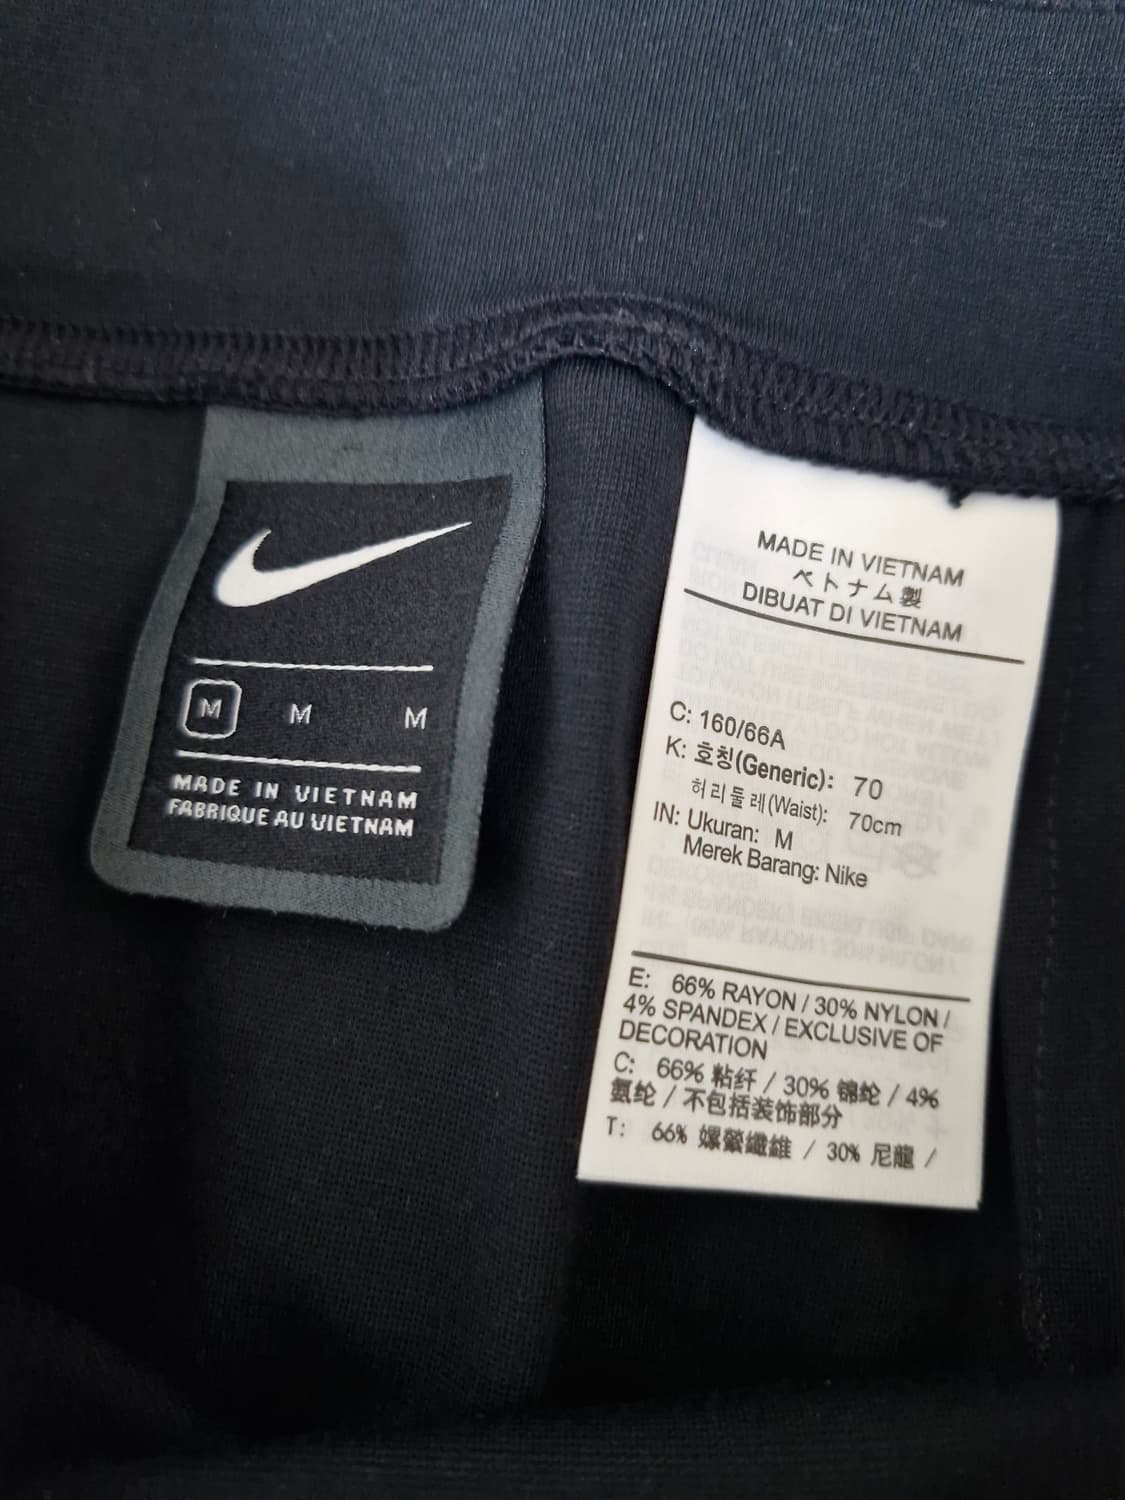 M M M
MADE IN VIETNAM
FABRIQUE AU VIETNAM
MADE IN VIETNAM
ベトナム製
DIBUAT DI VIETNAM
C: 160/66A
K: 호칭(Generic): 70
허리둘레(Waist): 70cm
IN: Ukuran: M
Merek Barang: Nike
E: 66% RAYON / 30% NYLON /
4% SPANDEX / EXCLUSIVE OF
DECORATION
C: 66% 粘纤 / 30% 锦纶 / 4%
氨纶 / 不包括装饰部分
T: 66% 嫘縈纖維 / 30% 尼龍 /